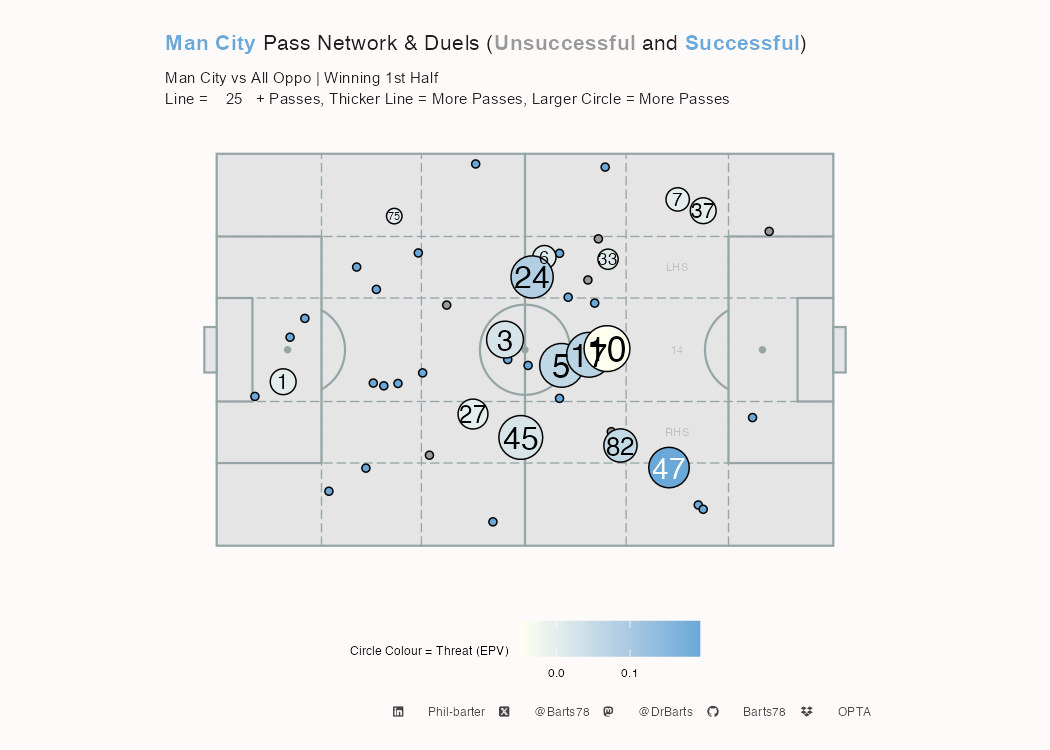 Man City Pass Network & Duels (Unsuccessful and Successful)
Man City vs All Oppo | Winning 1st Half
Line = 25 + Passes, Thicker Line = More Passes, Larger Circle = More Passes
7
37
75
6
33
LHS
24
3
5
17
10
14
1
27
45
82
RHS
47
Circle Colour = Threat (EPV)
0.0 0.1
Phil-barter @Barts78 @DrBarts Barts78 OPTA